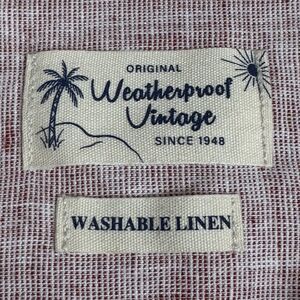 ORIGINAL
Weatherproof
Vintage
SINCE 1948
WASHABLE LINEN